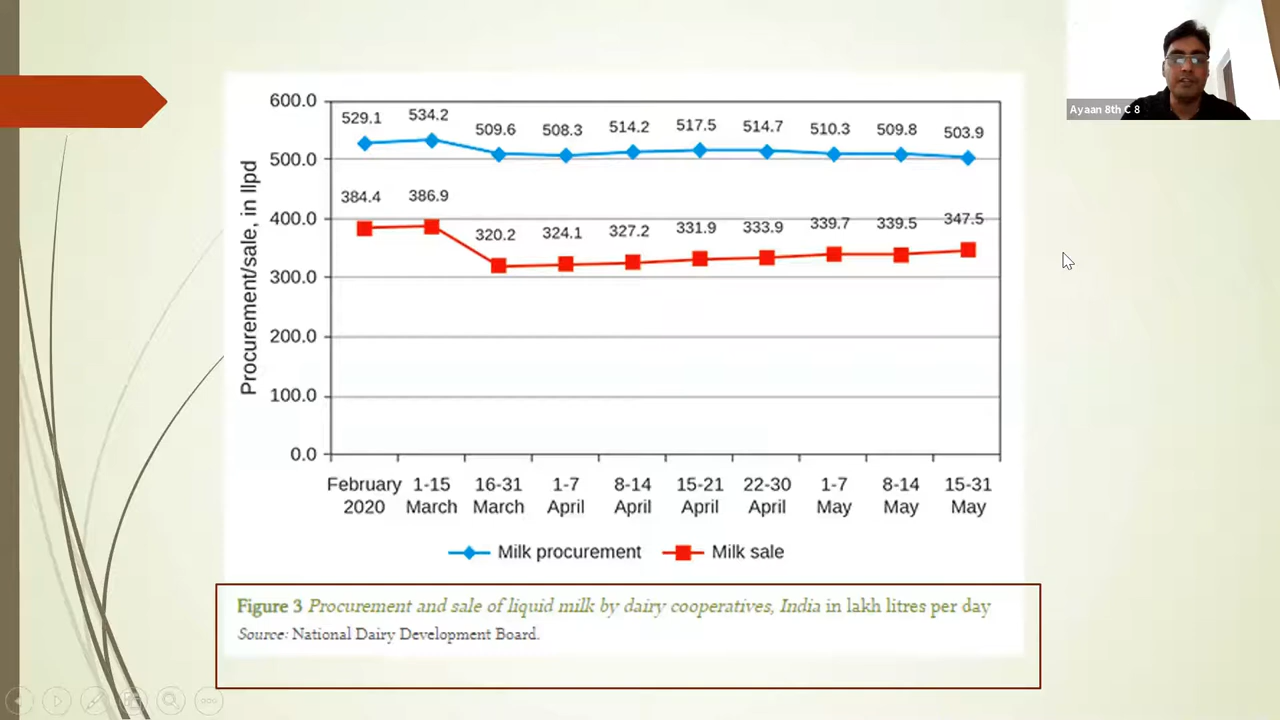 Ayaan 8th C 8
Procurement/sale, in llpd
600.0
500.0
400.0
300.0
200.0
100.0
0.0
529.1 534.2 509.6 508.3 514.2 517.5 514.7 510.3 509.8 503.9
384.4 386.9 320.2 324.1 327.2 331.9 333.9 339.7 339.5 347.5
February 1-15 16-31 1-7 8-14 15-21 22-30 1-7 8-14 15-31
2020 March March April April April April May May May
Milk procurement Milk sale
Figure 3 Procurement and sale of liquid milk by dairy cooperatives, India in lakh litres per day
Source: National Dairy Development Board.